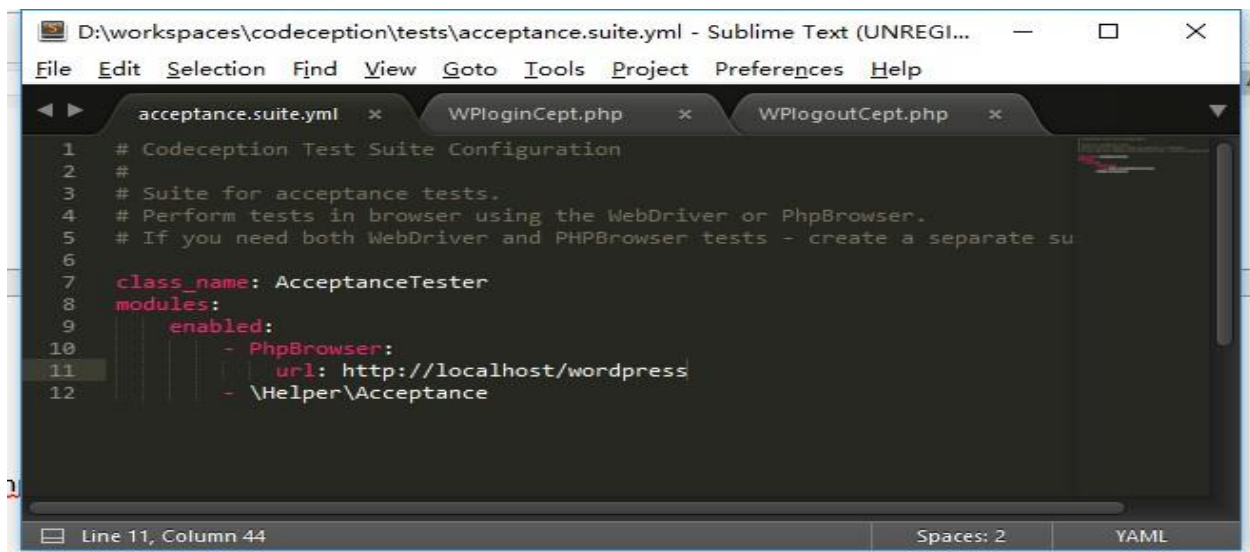 D:\workspaces\codeception\tests\acceptance.suite.yml - Sublime Text (UNREGI...
File Edit Selection Find View Goto Tools Project Preferences Help
acceptance.suite.yml WPloginCept.php WPlogoutCept.php
1 # Codeception Test Suite Configuration
2 #
3 # Suite for acceptance tests.
4 # Perform tests in browser using the WebDriver or PhpBrowser.
5 # If you need both WebDriver and PHPBrowser tests - create a separate su
6
7 class_name: AcceptanceTester
8 modules:
9 enabled:
10 - PhpBrowser:
11 url: http://localhost/wordpress
12 - \Helper\Acceptance
Line 11, Column 44 Spaces: 2 YAML